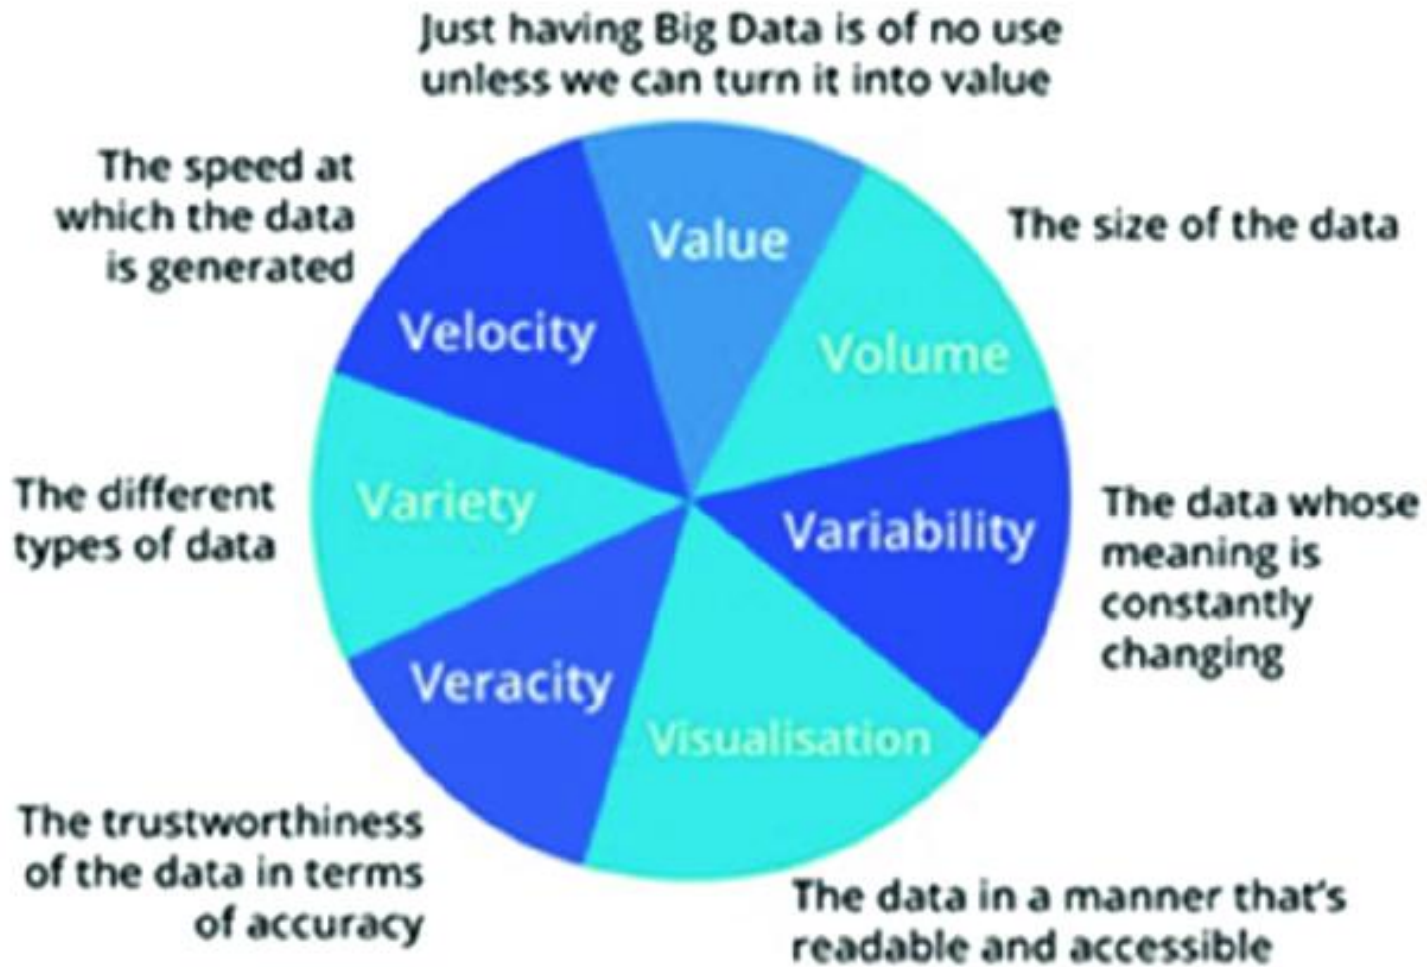 Just having Big Data is of no use
unless we can turn it into value
The speed at
which the data
is generated
Value
The size of the data
Velocity
Volume
The different
types of data
Variety
Variability
The data whose
meaning is
constantly
changing
Veracity
Visualisation
The trustworthiness
of the data in terms
of accuracy
The data in a manner that's
readable and accessible